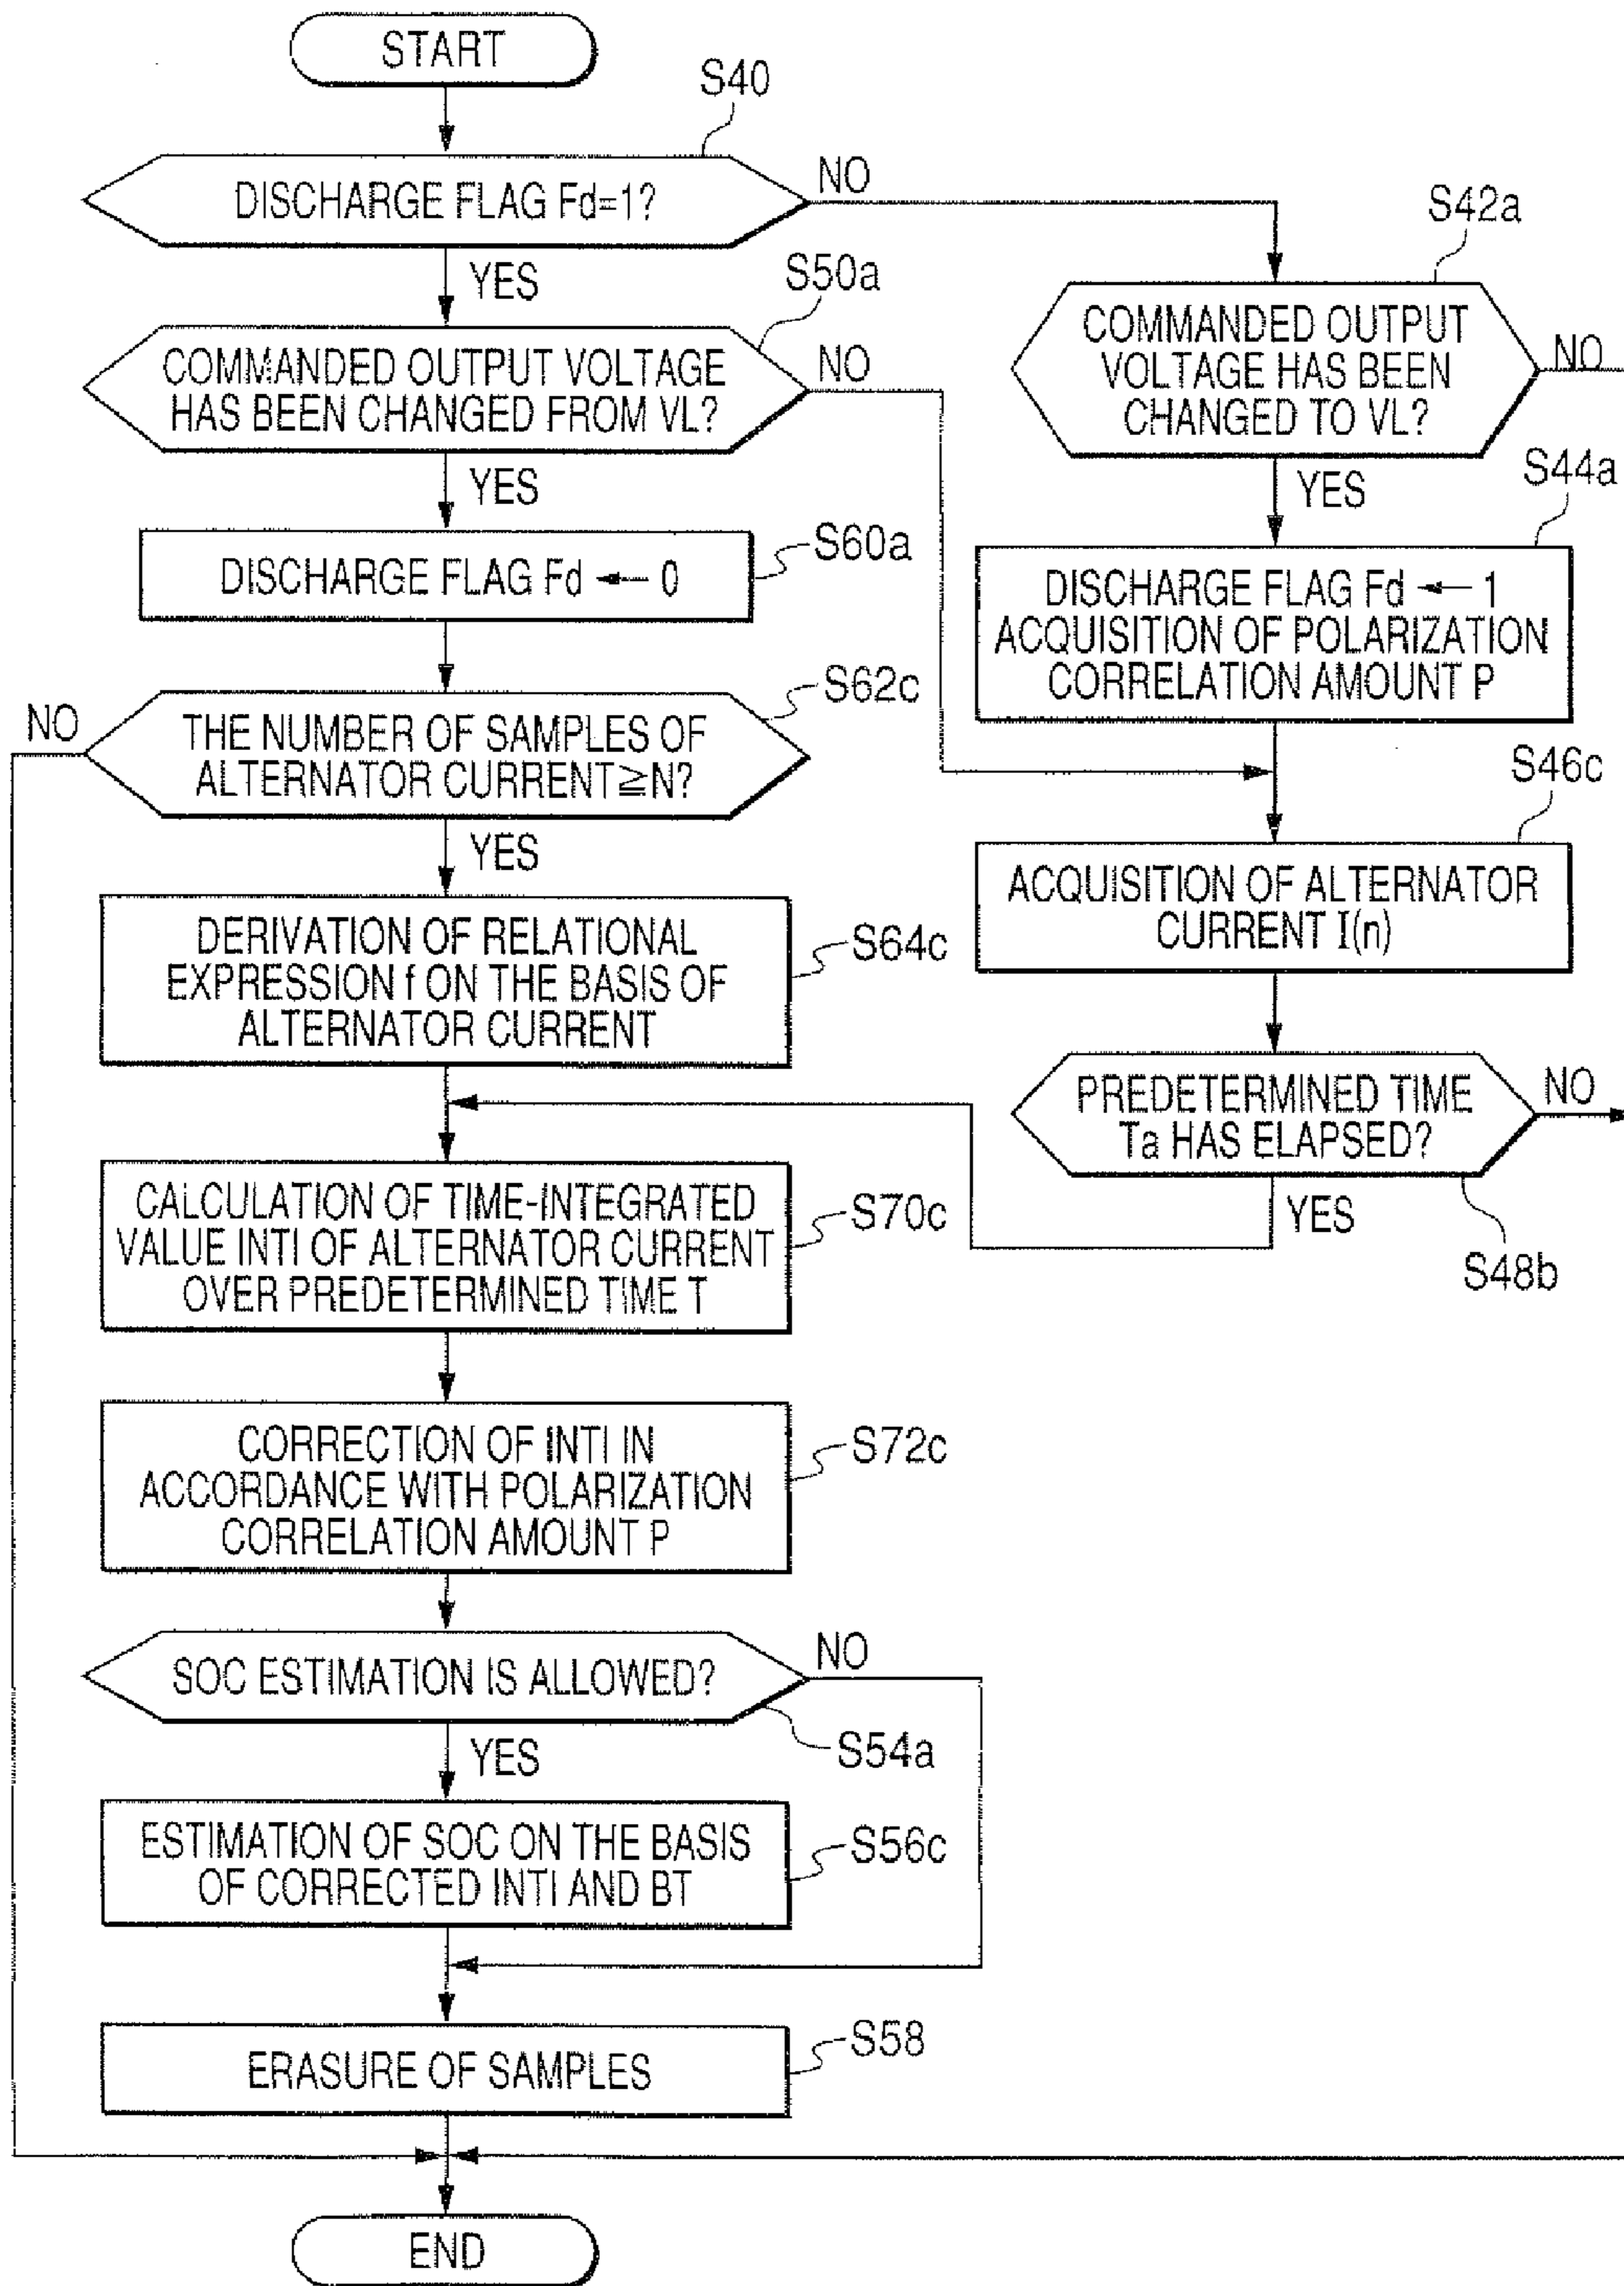 START
S40
DISCHARGE FLAG Fd=1?
NO
YES
S42a
COMMANDED OUTPUT
VOLTAGE HAS BEEN
CHANGED TO VL?
NO
YES
S50a
COMMANDED OUTPUT VOLTAGE
HAS BEEN CHANGED FROM VL?
NO
YES
S44a
DISCHARGE FLAG Fd ← 1
ACQUISITION OF POLARIZATION
CORRELATION AMOUNT P
DISCHARGE FLAG Fd ← 0
S60a
S62c
NO
THE NUMBER OF SAMPLES OF
ALTERNATOR CURRENT≧N?
YES
S46c
ACQUISITION OF ALTERNATOR
CURRENT I(n)
DERIVATION OF RELATIONAL
EXPRESSION f ON THE BASIS OF
ALTERNATOR CURRENT
S64c
PREDETERMINED TIME
Ta HAS ELAPSED?
NO
YES
S48b
CALCULATION OF TIME-INTEGRATED
VALUE INTI OF ALTERNATOR CURRENT
OVER PREDETERMINED TIME T
S70c
CORRECTION OF INTI IN
ACCORDANCE WITH POLARIZATION
CORRELATION AMOUNT P
S72c
SOC ESTIMATION IS ALLOWED?
NO
S54a
YES
ESTIMATION OF SOC ON THE BASIS
OF CORRECTED INTI AND BT
S56c
ERASURE OF SAMPLES
S58
END